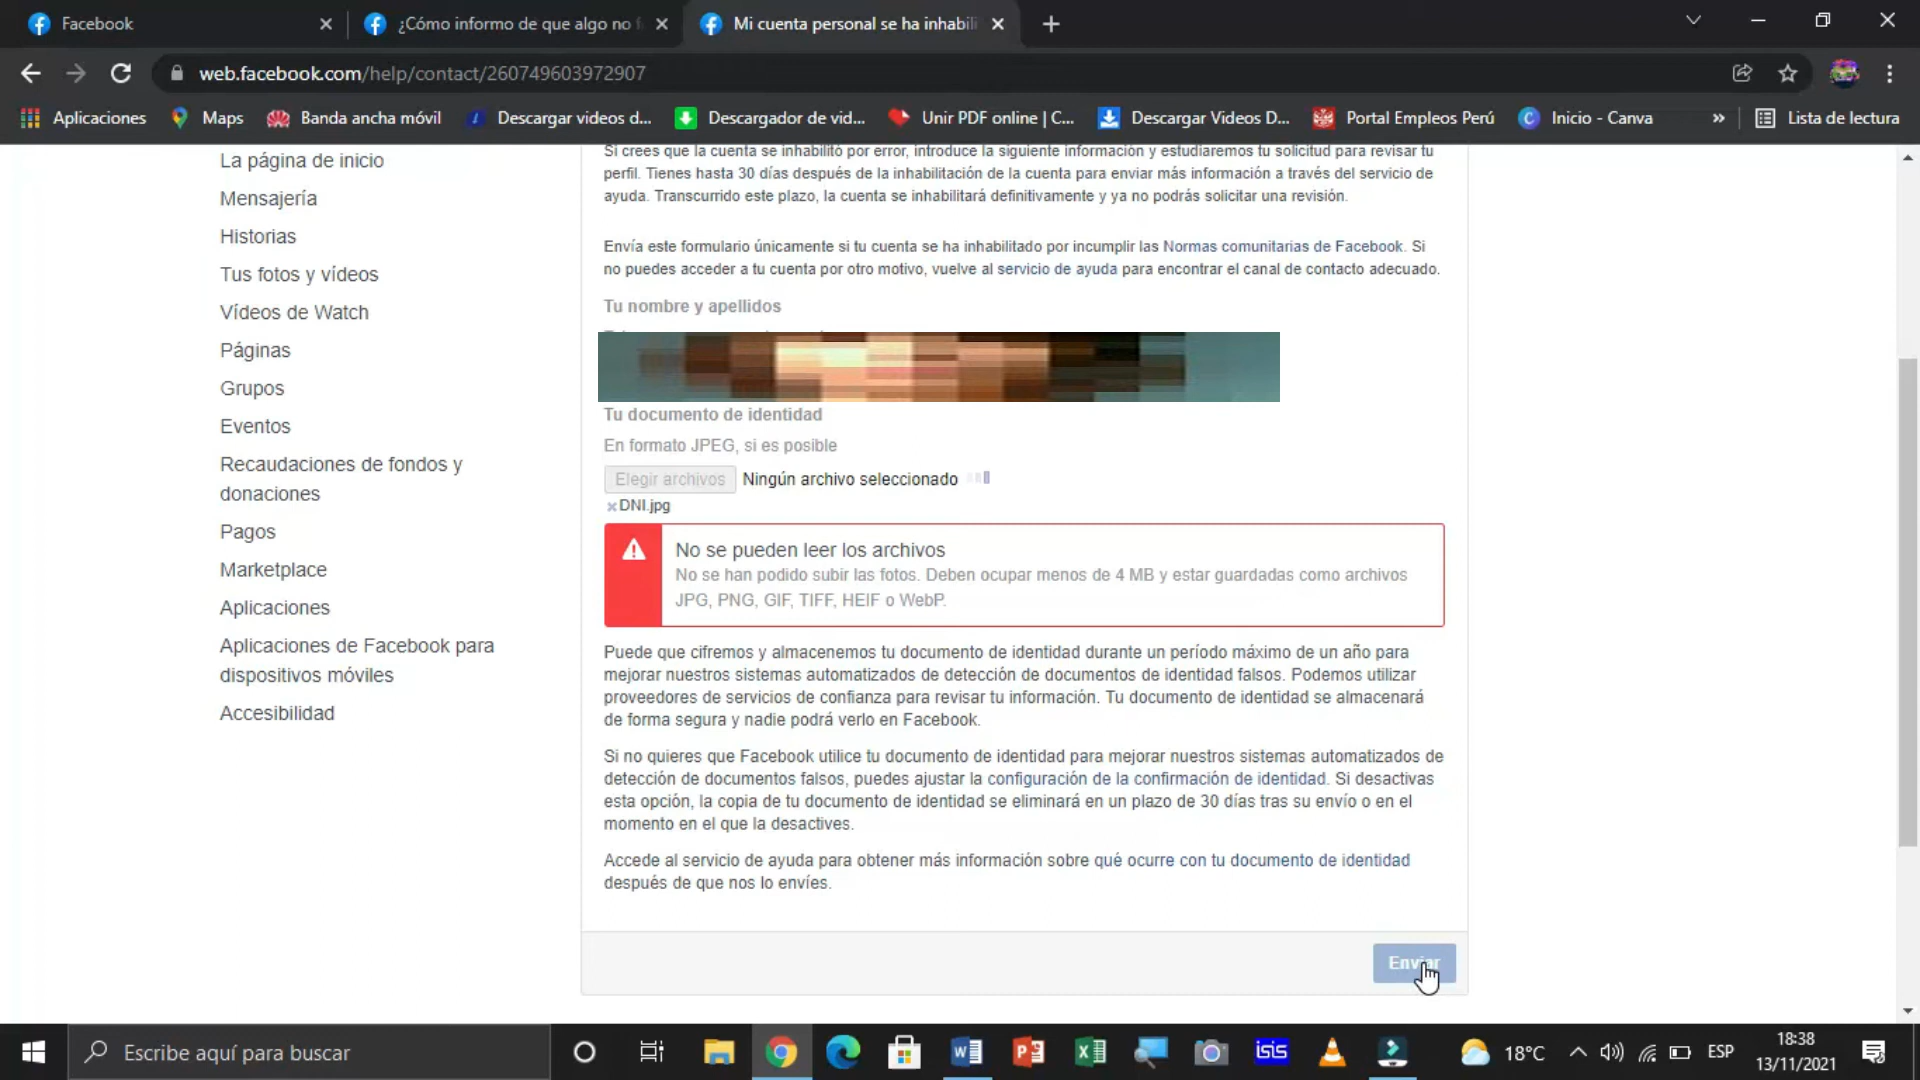 Facebook
¿Cómo informo de que algo no f
Mi cuenta personal se ha inhabili
web.facebook.com/help/contact/260749603972907
Aplicaciones
Maps
Banda ancha móvil
Descargar videos d...
Descargador de vid...
Unir PDF online | C...
Descargar Videos D...
Portal Empleos Perú
Inicio - Canva
»
Lista de lectura
La página de inicio
Mensajería
Historias
Tus fotos y vídeos
Vídeos de Watch
Páginas
Grupos
Eventos
Recaudaciones de fondos y
donaciones
Pagos
Marketplace
Aplicaciones
Aplicaciones de Facebook para
dispositivos móviles
Accesibilidad
Si crees que la cuenta se inhabilitó por error, introduce la siguiente información y estudiaremos tu solicitud para revisar tu
perfil. Tienes hasta 30 días después de la inhabilitación de la cuenta para enviar más información a través del servicio de
ayuda. Transcurrido este plazo, la cuenta se inhabilitará definitivamente y ya no podrás solicitar una revisión.
Envía este formulario únicamente si tu cuenta se ha inhabilitado por incumplir las Normas comunitarias de Facebook. Si
no puedes acceder a tu cuenta por otro motivo, vuelve al servicio de ayuda para encontrar el canal de contacto adecuado.
Tu nombre y apellidos
Tu documento de identidad
En formato JPEG, si es posible
Elegir archivos Ningún archivo seleccionado
DNI.jpg
No se pueden leer los archivos
No se han podido subir las fotos. Deben ocupar menos de 4 MB y estar guardadas como archivos
JPG, PNG, GIF, TIFF, HEIF o WebP.
Puede que cifremos y almacenemos tu documento de identidad durante un período máximo de un año para
mejorar nuestros sistemas automatizados de detección de documentos de identidad falsos. Podemos utilizar
proveedores de servicios de confianza para revisar tu información. Tu documento de identidad se almacenará
de forma segura y nadie podrá verlo en Facebook.
Si no quieres que Facebook utilice tu documento de identidad para mejorar nuestros sistemas automatizados de
detección de documentos falsos, puedes ajustar la configuración de la confirmación de identidad. Si desactivas
esta opción, la copia de tu documento de identidad se eliminará en un plazo de 30 días tras su envío o en el
momento en el que la desactives.
Accede al servicio de ayuda para obtener más información sobre qué ocurre con tu documento de identidad
después de que nos lo envíes.
Enviar
Escribe aquí para buscar
isis
18°C
ESP
18:38
13/11/2021